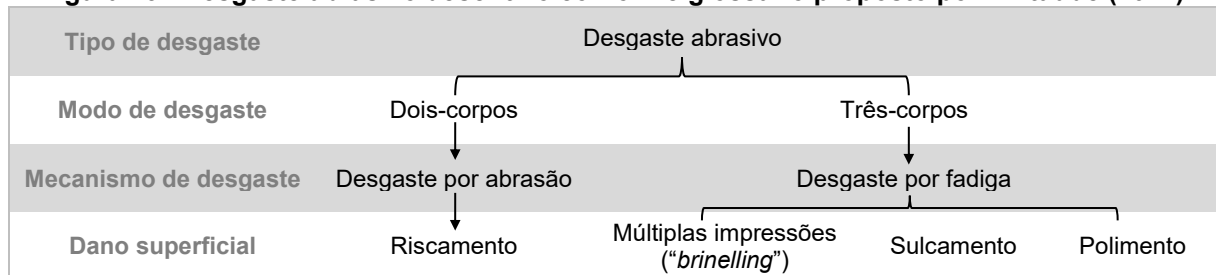 Tipo de desgaste Desgaste abrasivo
Modo de desgaste Dois-corpos Três-corpos
Mecanismo de desgaste Desgaste por abrasão Desgaste por fadiga
Dano superficial Riscamento Múltiplas impressões
("brinelling") Sulcamento Polimento